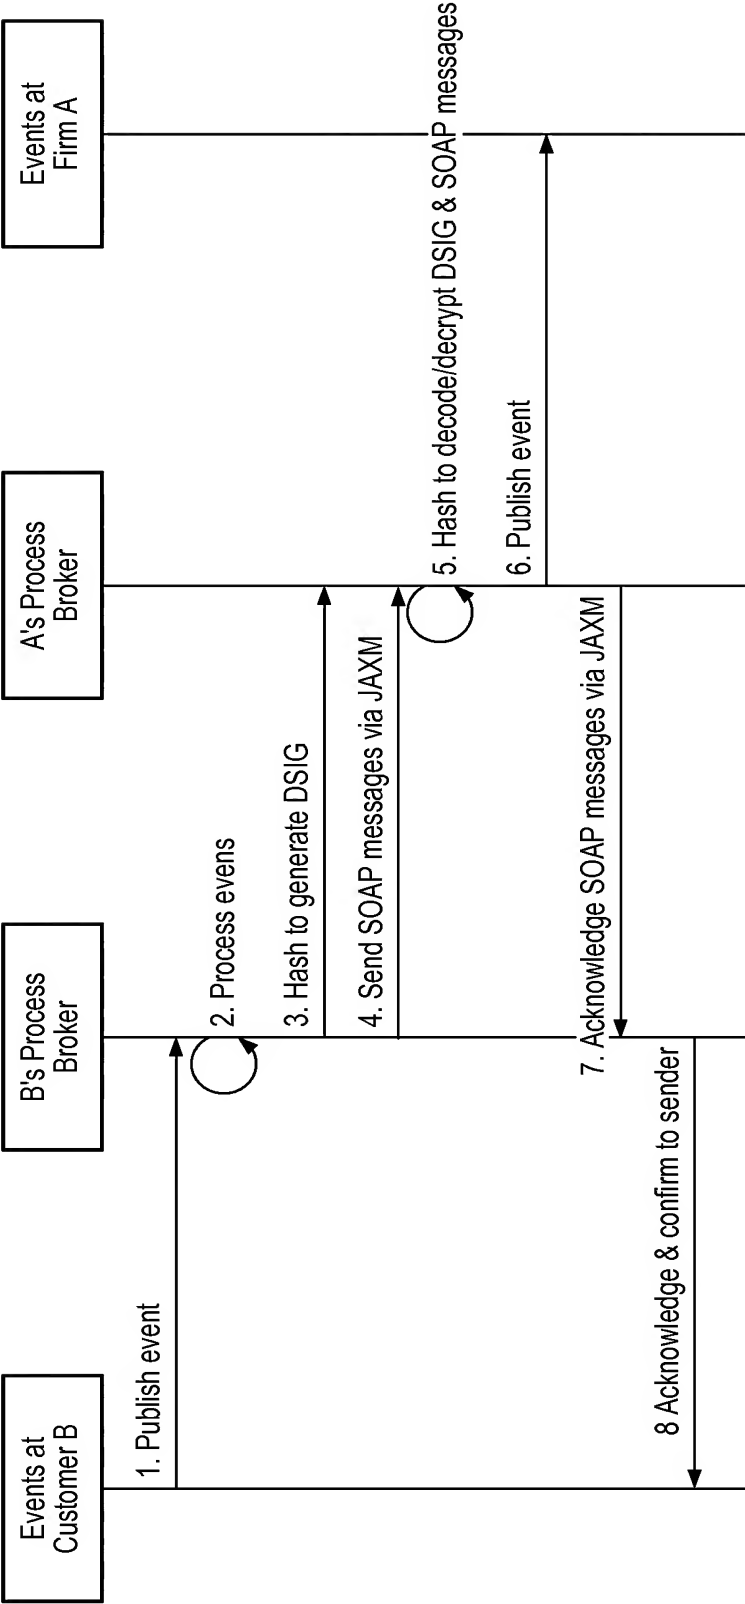 Events at
Customer B
B's Process
Broker
A's Process
Broker
Events at
Firm A
1. Publish event
2. Process evens
3. Hash to generate DSIG
4. Send SOAP messages via JAXM
5. Hash to decode/decrypt DSIG & SOAP messages
6. Publish event
7. Acknowledge SOAP messages via JAXM
8 Acknowledge & confirm to sender